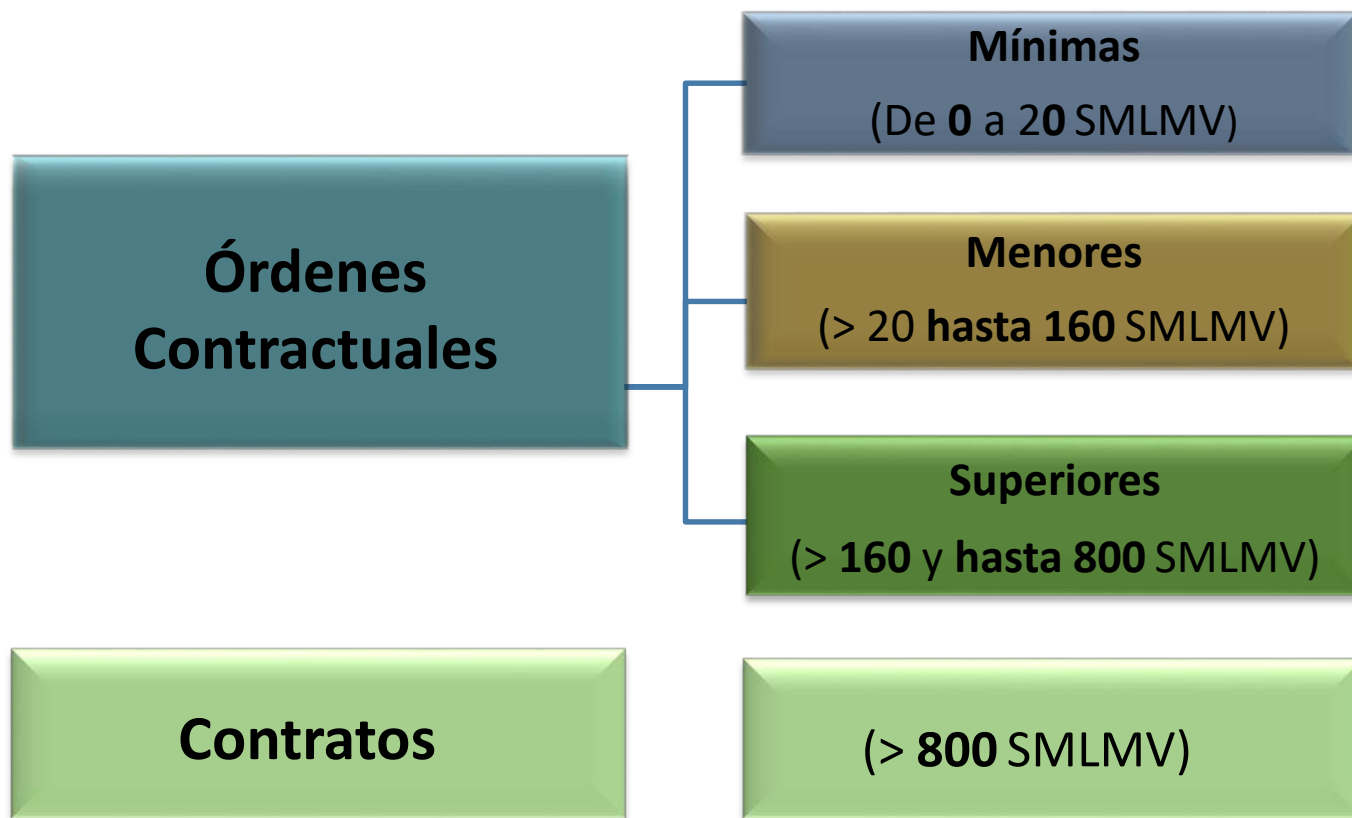 Mínimas
(De 0 a 20 SMLMV)
Órdenes
Contractuales
Menores
(> 20 hasta 160 SMLMV)
Superiores
(> 160 y hasta 800 SMLMV)
Contratos
(> 800 SMLMV)